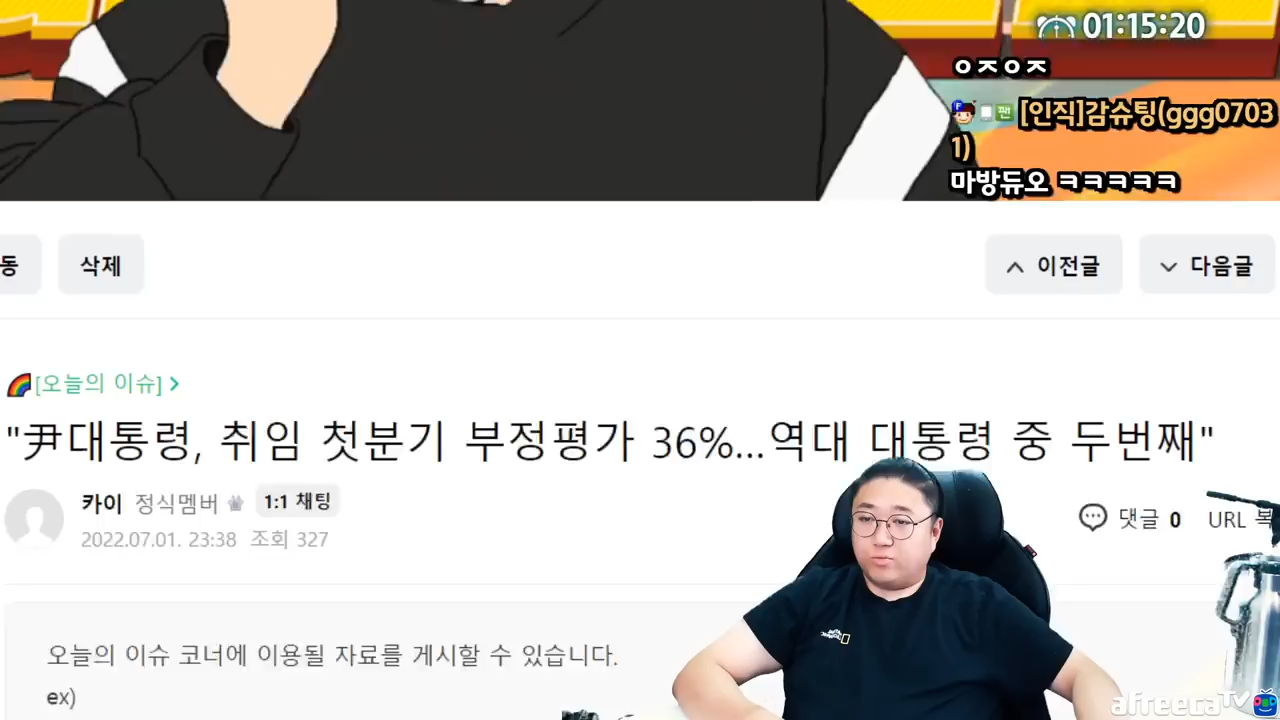 01:15:20
ㅇㅈㅇㅈ
[인직]감슈팅(ggg0703
1)
마방듀오 ㅋㅋㅋㅋㅋ
동
삭제
이전글
다음글
[오늘의 이슈]
"尹대통령, 취임 첫분기 부정평가 36%...역대 대통령 중 두번째"
카이 정식멤버 1:1 채팅
2022.07.01. 23:38 조회 327
댓글 0 URL 복
오늘의 이슈 코너에 이용될 자료를 게시할 수 있습니다.
ex)
afreecaTV